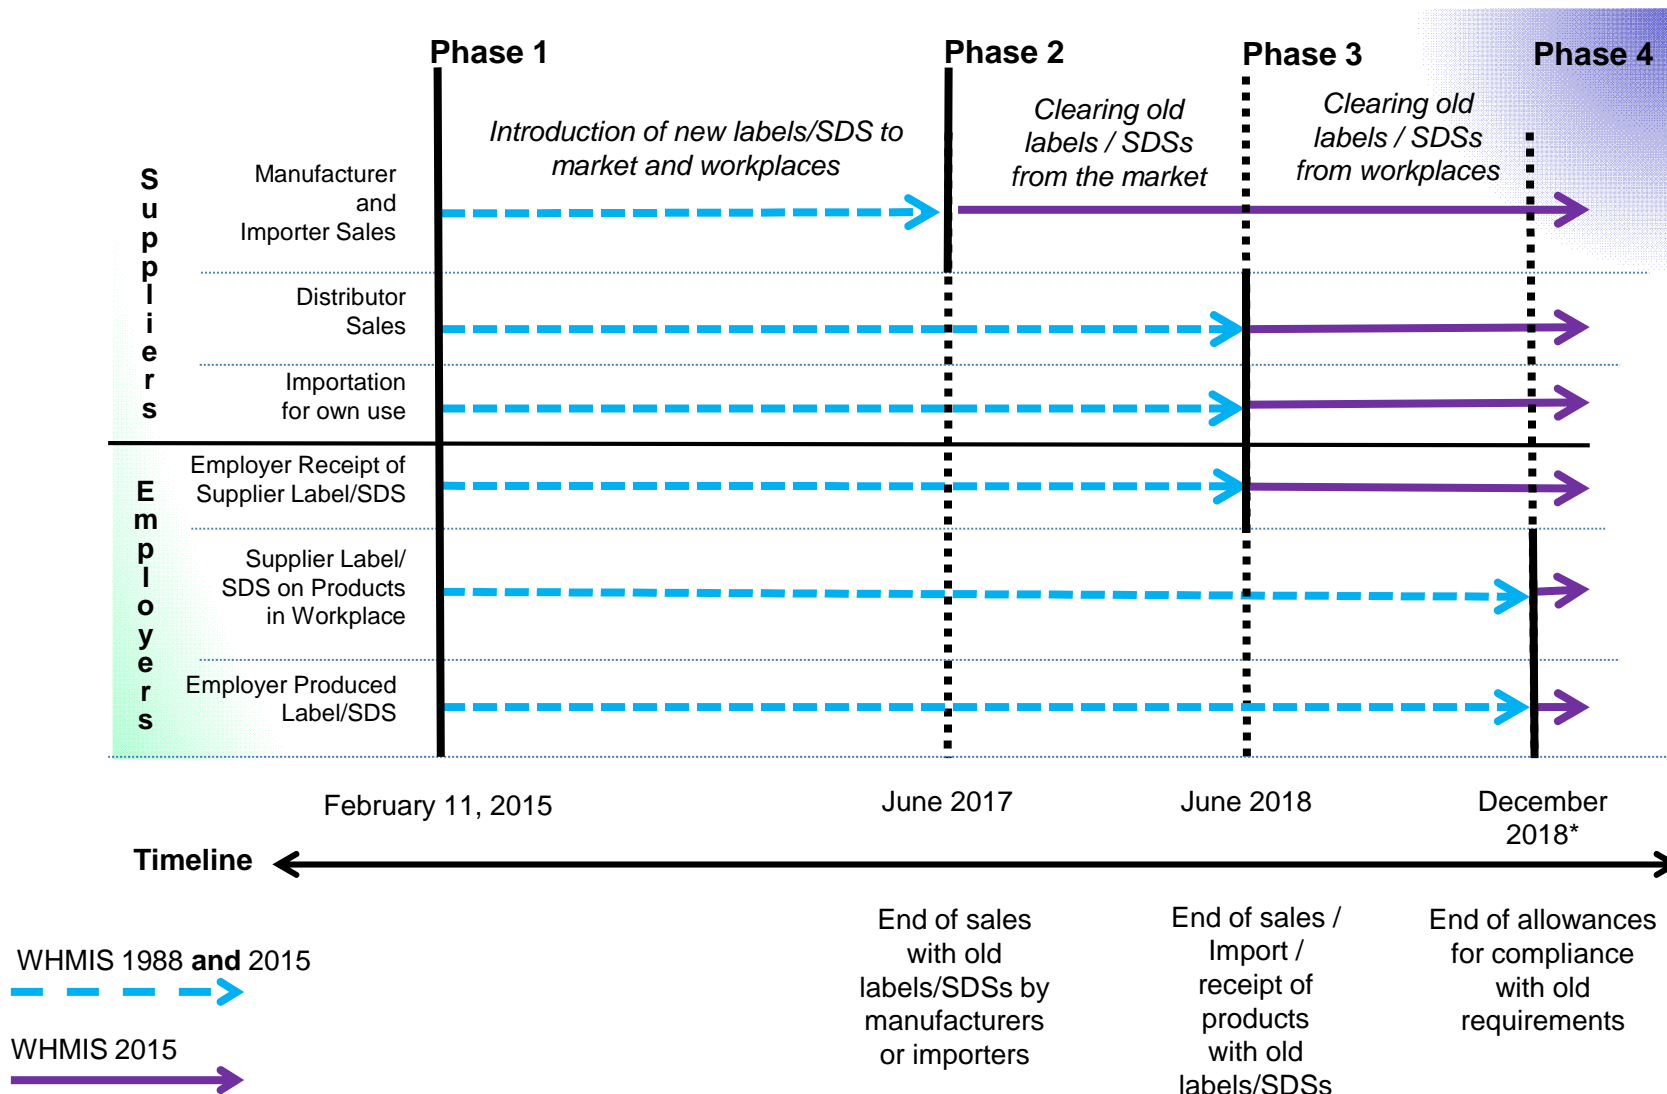 Phase 1
Phase 2
Phase 3
Phase 4
Introduction of new labels/SDS to
market and workplaces
Clearing old
labels / SDSs
from the market
Clearing old
labels / SDSs
from workplaces
Suppliers
Manufacturer
and
Importer Sales
Distributor
Sales
Importation
for own use
Employers
Employer Receipt of
Supplier Label/SDS
Supplier Label/
SDS on Products
in Workplace
Employer Produced
Label/SDS
February 11, 2015
June 2017
June 2018
December
2018*
Timeline
End of sales
with old
labels/SDSs by
manufacturers
or importers
End of sales /
Import /
receipt of
products
with old
labels/SDSs
End of allowances
for compliance
with old
requirements
WHMIS 1988 and 2015
WHMIS 2015